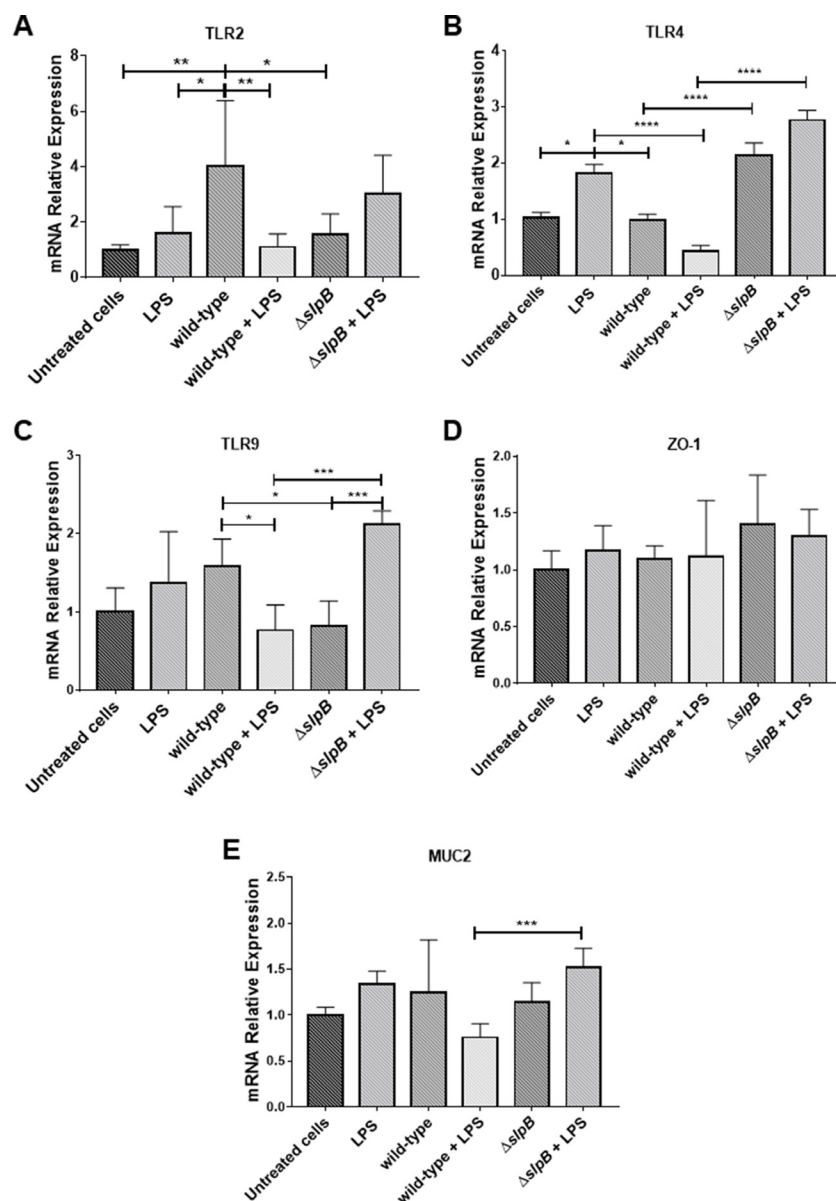 A
TLR2
mRNA Relative Expression
8
6
4
2
0
**
*
*
**
Untreated cells
LPS
wild-type
wild-type + LPS
ΔslpB
ΔslpB + LPS
B
TLR4
mRNA Relative Expression
4
3
2
1
0
****
****
****
*
*
Untreated cells
LPS
wild-type
wild-type + LPS
ΔslpB
ΔslpB + LPS
C
TLR9
mRNA Relative Expression
3
2
1
0
***
*
***
*
Untreated cells
LPS
wild-type
wild-type + LPS
ΔslpB
ΔslpB + LPS
D
ZO-1
mRNA Relative Expression
2.0
1.5
1.0
0.5
0.0
Untreated cells
LPS
wild-type
wild-type + LPS
ΔslpB
ΔslpB + LPS
E
MUC2
mRNA Relative Expression
2.5
2.0
1.5
1.0
0.5
0.0
***
Untreated cells
LPS
wild-type
wild-type + LPS
ΔslpB
ΔslpB + LPS